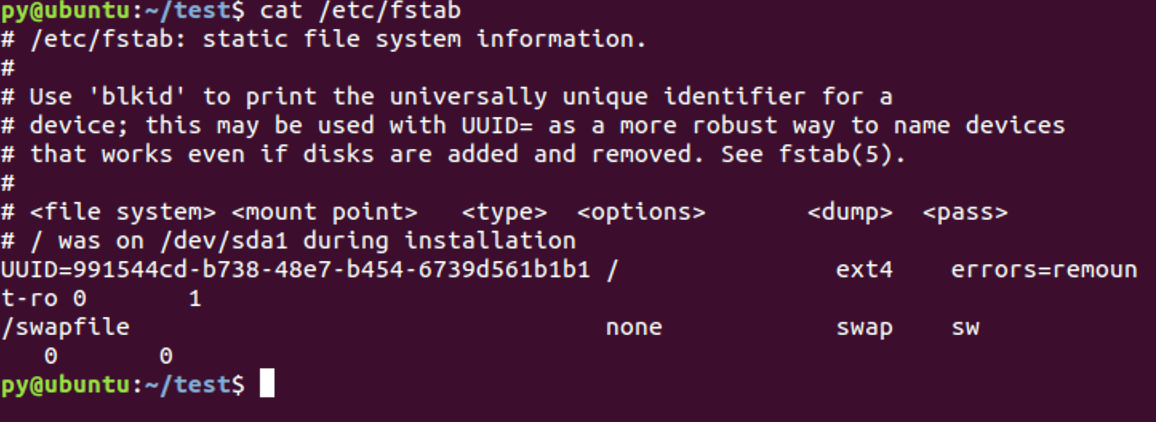 py@ubuntu:~/test$ cat /etc/fstab
# /etc/fstab: static file system information.
#
# Use 'blkid' to print the universally unique identifier for a
# device; this may be used with UUID= as a more robust way to name devices
# that works even if disks are added and removed. See fstab(5).
#
# <file system> <mount point>   <type>  <options>       <dump>  <pass>
# / was on /dev/sda1 during installation
UUID=991544cd-b738-48e7-b454-6739d561b1b1 /               ext4    errors=remoun
t-ro 0       1
/swapfile                                 none            swap    sw
   0       0
py@ubuntu:~/test$